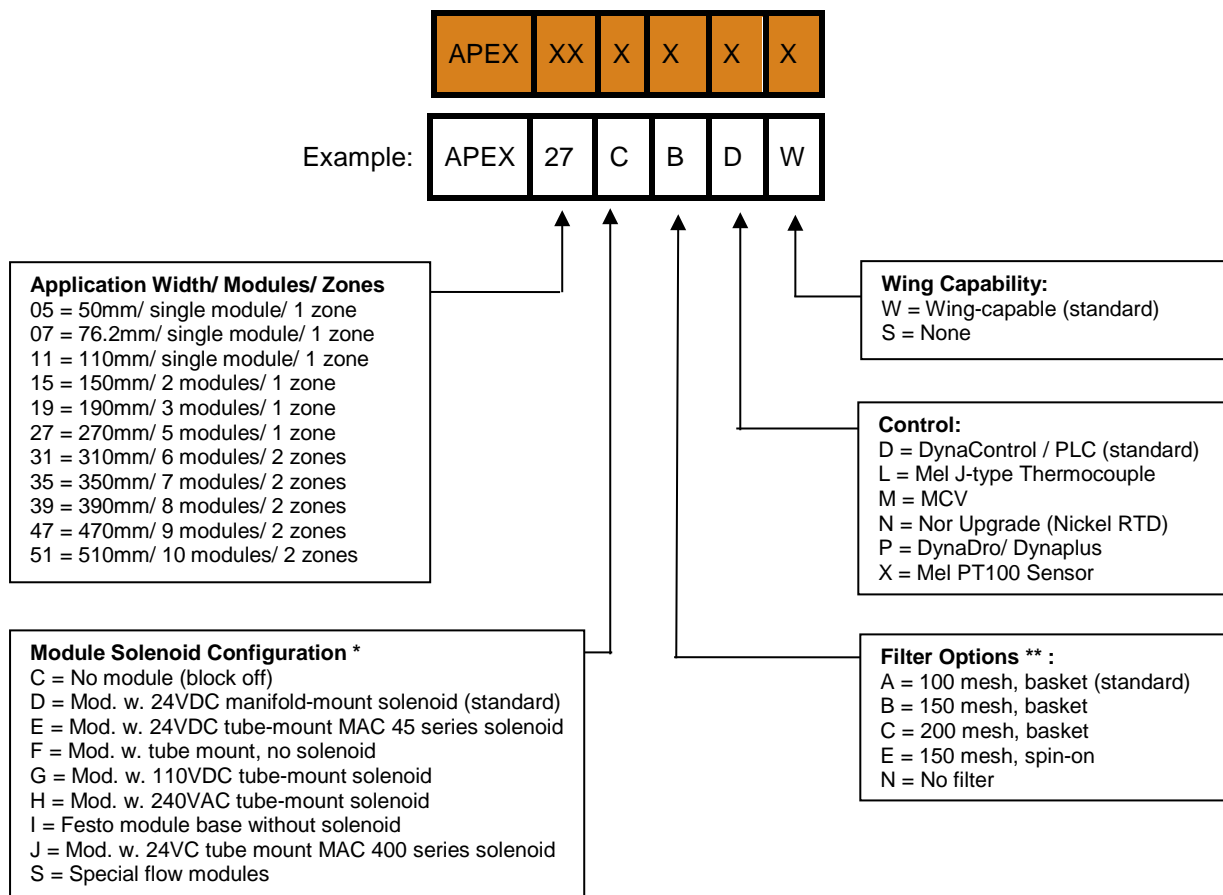 APEX XX X X X X
Example: APEX 27 C B D W
Application Width/ Modules/ Zones
05 = 50mm/ single module/ 1 zone
07 = 76.2mm/ single module/ 1 zone
11 = 110mm/ single module/ 1 zone
15 = 150mm/ 2 modules/ 1 zone
19 = 190mm/ 3 modules/ 1 zone
27 = 270mm/ 5 modules/ 1 zone
31 = 310mm/ 6 modules/ 2 zones
35 = 350mm/ 7 modules/ 2 zones
39 = 390mm/ 8 modules/ 2 zones
47 = 470mm/ 9 modules/ 2 zones
51 = 510mm/ 10 modules/ 2 zones
Wing Capability:
W = Wing-capable (standard)
S = None
Control:
D = DynaControl / PLC (standard)
L = Mel J-type Thermocouple
M = MCV
N = Nor Upgrade (Nickel RTD)
P = DynaDro/ Dynaplus
X = Mel PT100 Sensor
Module Solenoid Configuration *
C = No module (block off)
D = Mod. w. 24VDC manifold-mount solenoid (standard)
E = Mod. w. 24VDC tube-mount MAC 45 series solenoid
F = Mod. w. tube mount, no solenoid
G = Mod. w. 110VDC tube-mount solenoid
H = Mod. w. 240VAC tube-mount solenoid
I = Festo module base without solenoid
J = Mod. w. 24VC tube mount MAC 400 series solenoid
S = Special flow modules
Filter Options ** :
A = 100 mesh, basket (standard)
B = 150 mesh, basket
C = 200 mesh, basket
E = 150 mesh, spin-on
N = No filter